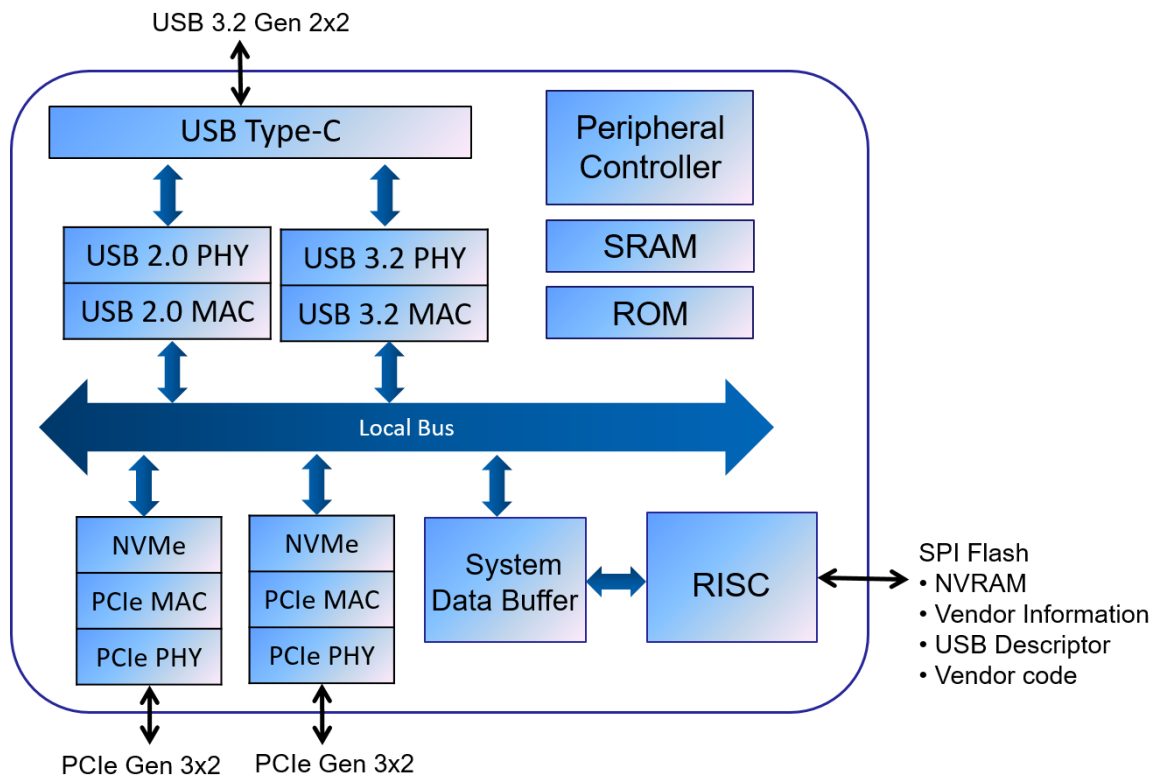 USB 3.2 Gen 2x2
USB Type-C
Peripheral
Controller
USB 2.0 PHY
USB 3.2 PHY
SRAM
USB 2.0 MAC
USB 3.2 MAC
ROM
Local Bus
NVMe
PCIe MAC
PCIe PHY
NVMe
PCIe MAC
PCIe PHY
System
Data Buffer
RISC
SPI Flash
• NVRAM
• Vendor Information
• USB Descriptor
• Vendor code
PCIe Gen 3x2
PCIe Gen 3x2